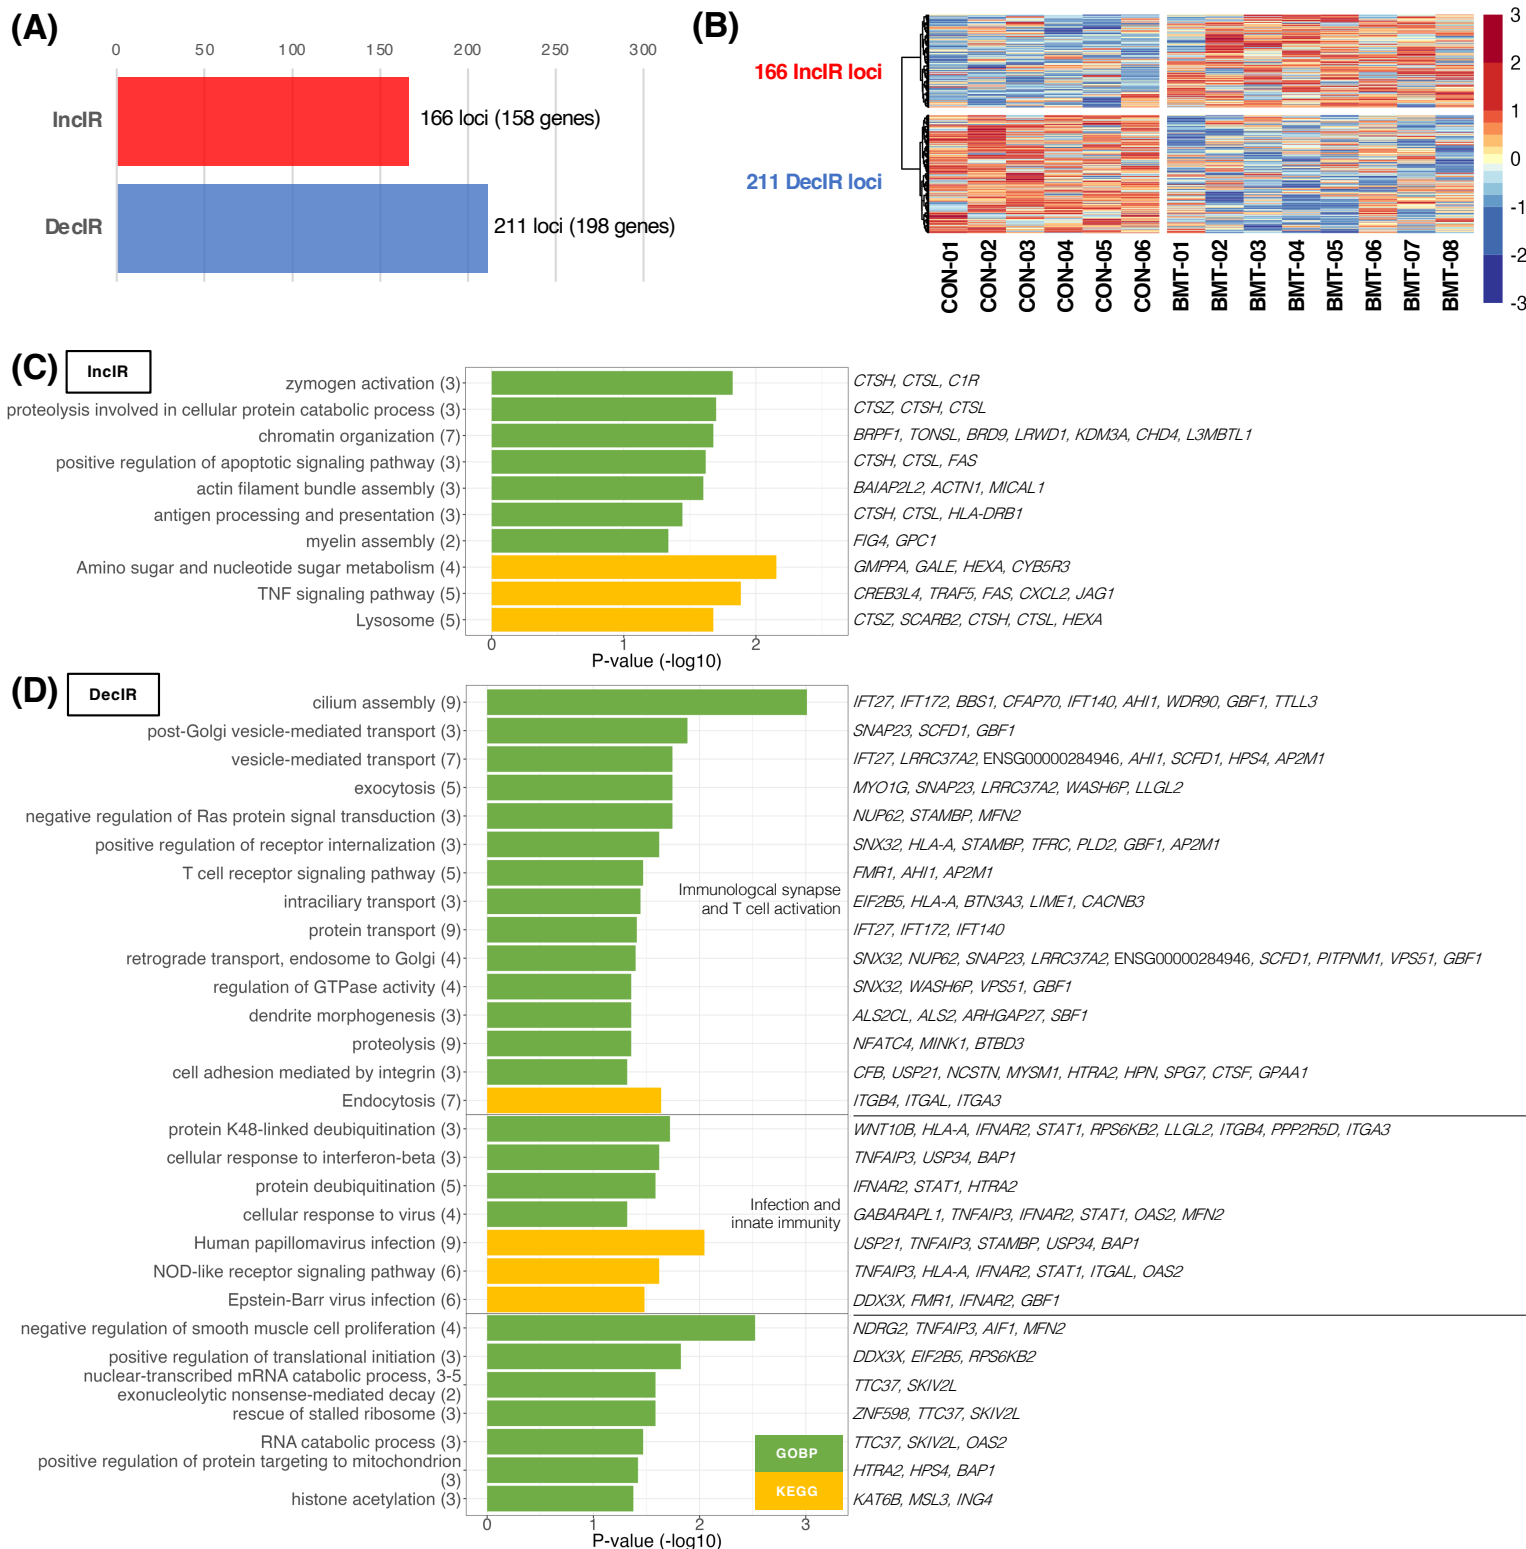 (A)
0 50 100 150 200 250 300
IncIR
166 loci (158 genes)
DecIR
211 loci (198 genes)
(B)
166 IncIR loci
211 DecIR loci
3
2
1
0
-1
-2
-3
CON-01 CON-02 CON-03 CON-04 CON-05 CON-06 BMT-01 BMT-02 BMT-03 BMT-04 BMT-05 BMT-06 BMT-07 BMT-08
(C)
IncIR
zymogen activation (3) CTSH, CTSL, C1R
proteolysis involved in cellular protein catabolic process (3) CTSZ, CTSH, CTSL
chromatin organization (7) BRPF1, TONSL, BRD9, LRWD1, KDM3A, CHD4, L3MBTL1
positive regulation of apoptotic signaling pathway (3) CTSH, CTSL, FAS
actin filament bundle assembly (3) BAIAP2L2, ACTN1, MICAL1
antigen processing and presentation (3) CTSH, CTSL, HLA-DRB1
myelin assembly (2) FIG4, GPC1
Amino sugar and nucleotide sugar metabolism (4) GMPPA, GALE, HEXA, CYB5R3
TNF signaling pathway (5) CREB3L4, TRAF5, FAS, CXCL2, JAG1
Lysosome (5) CTSZ, SCARB2, CTSH, CTSL, HEXA
0 1 2
P-value (-log10)
(D)
DecIR
cilium assembly (9) IFT27, IFT172, BBS1, CFAP70, IFT140, AHI1, WDR90, GBF1, TTLL3
post-Golgi vesicle-mediated transport (3) SNAP23, SCFD1, GBF1
vesicle-mediated transport (7) IFT27, LRRC37A2, ENSG00000284946, AHI1, SCFD1, HPS4, AP2M1
exocytosis (5) MYO1G, SNAP23, LRRC37A2, WASH6P, LLGL2
negative regulation of Ras protein signal transduction (3) NUP62, STAMBP, MFN2
positive regulation of receptor internalization (3) SNX32, HLA-A, STAMBP, TFRC, PLD2, GBF1, AP2M1
T cell receptor signaling pathway (5) FMR1, AHI1, AP2M1
Immunologcal synapse
and T cell activation
intraciliary transport (3) EIF2B5, HLA-A, BTN3A3, LIME1, CACNB3
protein transport (9) IFT27, IFT172, IFT140
retrograde transport, endosome to Golgi (4) SNX32, NUP62, SNAP23, LRRC37A2, ENSG00000284946, SCFD1, PITPNM1, VPS51, GBF1
regulation of GTPase activity (4) SNX32, WASH6P, VPS51, GBF1
dendrite morphogenesis (3) ALS2CL, ALS2, ARHGAP27, SBF1
proteolysis (9) NFATC4, MINK1, BTBD3
cell adhesion mediated by integrin (3) CFB, USP21, NCSTN, MYSM1, HTRA2, HPN, SPG7, CTSF, GPAA1
Endocytosis (7) ITGB4, ITGAL, ITGA3
protein K48-linked deubiquitination (3) WNT10B, HLA-A, IFNAR2, STAT1, RPS6KB2, LLGL2, ITGB4, PPP2R5D, ITGA3
cellular response to interferon-beta (3) TNFAIP3, USP34, BAP1
protein deubiquitination (5) IFNAR2, STAT1, HTRA2
Infection and
innate immunity
cellular response to virus (4) GABARAPL1, TNFAIP3, IFNAR2, STAT1, OAS2, MFN2
Human papillomavirus infection (9) USP21, TNFAIP3, STAMBP, USP34, BAP1
NOD-like receptor signaling pathway (6) TNFAIP3, HLA-A, IFNAR2, STAT1, ITGAL, OAS2
Epstein-Barr virus infection (6) DDX3X, FMR1, IFNAR2, GBF1
negative regulation of smooth muscle cell proliferation (4) NDRG2, TNFAIP3, AIF1, MFN2
positive regulation of translational initiation (3) DDX3X, EIF2B5, RPS6KB2
nuclear-transcribed mRNA catabolic process, 3-5
exonucleolytic nonsense-mediated decay (2) TTC37, SKIV2L
rescue of stalled ribosome (3) ZNF598, TTC37, SKIV2L
RNA catabolic process (3) TTC37, SKIV2L, OAS2
positive regulation of protein targeting to mitochondrion
(3) HTRA2, HPS4, BAP1
histone acetylation (3) KAT6B, MSL3, ING4
GOBP
KEGG
0 1 2 3
P-value (-log10)